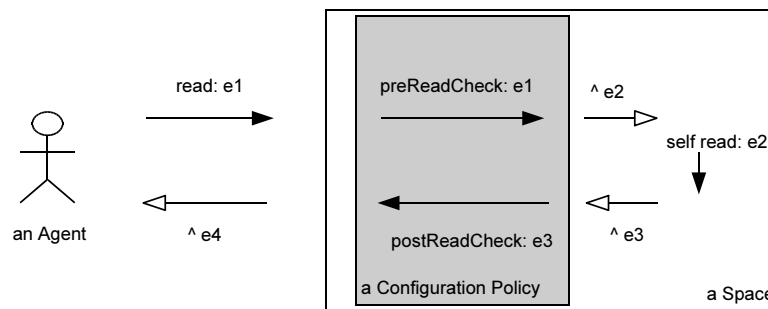 read: e1
preReadCheck: e1
^ e2
self read: e2
an Agent
^ e4
postReadCheck: e3
^ e3
a Configuration Policy
a Space